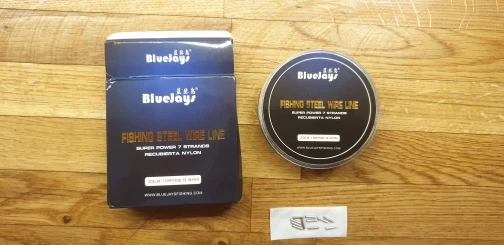 BlueJays
BlueJays
FISHING STEEL WIRE LINE
SUPER POWER 7 STRANDS
RECUBIERTA NYLON
WWW.BLUEJAYSFISHING.COM
BlueJays
FISHING STEEL WIRE LINE
SUPER POWER 7 STRANDS
RECUBIERTA NYLON
WWW.BLUEJAYSFISHING.COM